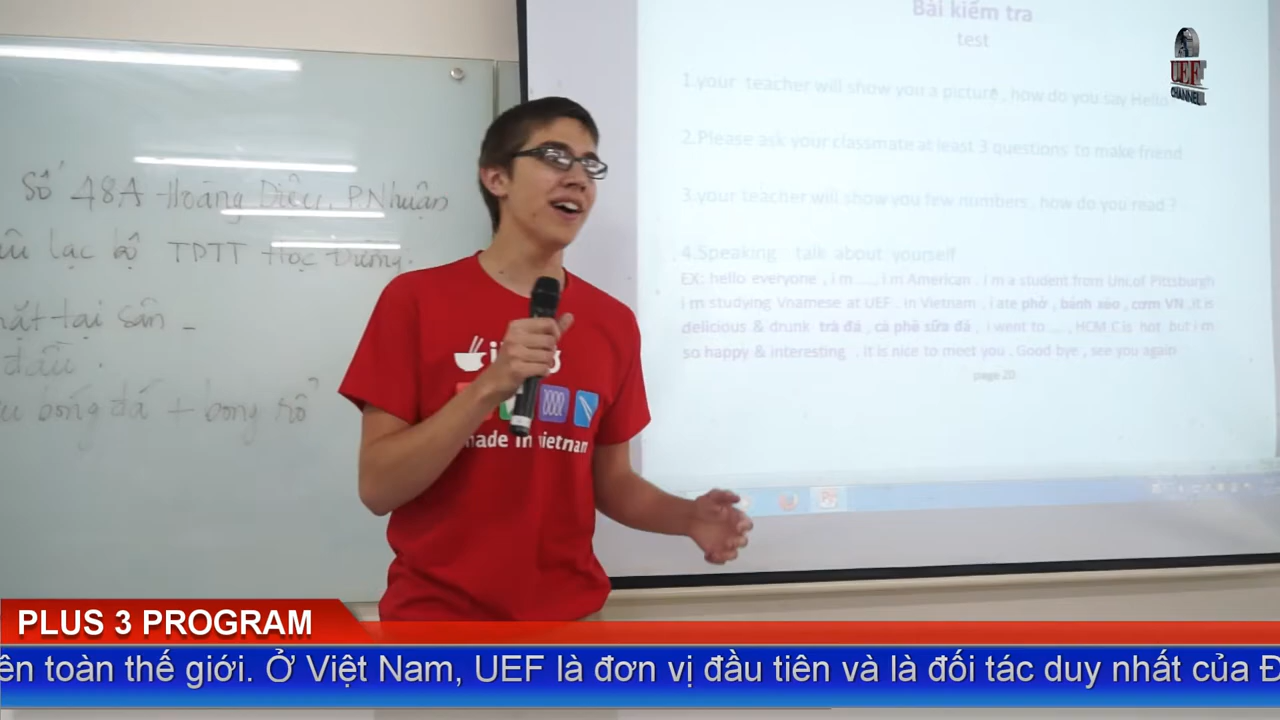 Số 48A Hoàng Diệu, P.Nhuận
lạc bộ TDTT Học Đường.
mặt tại sân -
đấu.
bóng đá + bóng rổ
Bài kiểm tra
test
1.your teacher will show you a picture , how do you say Hello
2.Please ask your classmate at least 3 questions to make friend
3.your teacher will show you few numbers, how do you read ?
4.Speaking talk about yourself
EX: hello everyone , i m ...., i m American . I m a student from Uni.of Pittsburgh
i m studying Vnamese at UEF . in Vietnam , i ate phở , bánh xèo , cơm VN ,it is
delicious & drunk trà đá , cà phê sữa đá , i went to .... , HCM C is hot but i m
so happy & interesting . It is nice to meet you . Good bye , see you again
page 20
UEF
CHANNEL
made in vietnam
PLUS 3 PROGRAM
ên toàn thế giới. Ở Việt Nam, UEF là đơn vị đầu tiên và là đối tác duy nhất của Đ